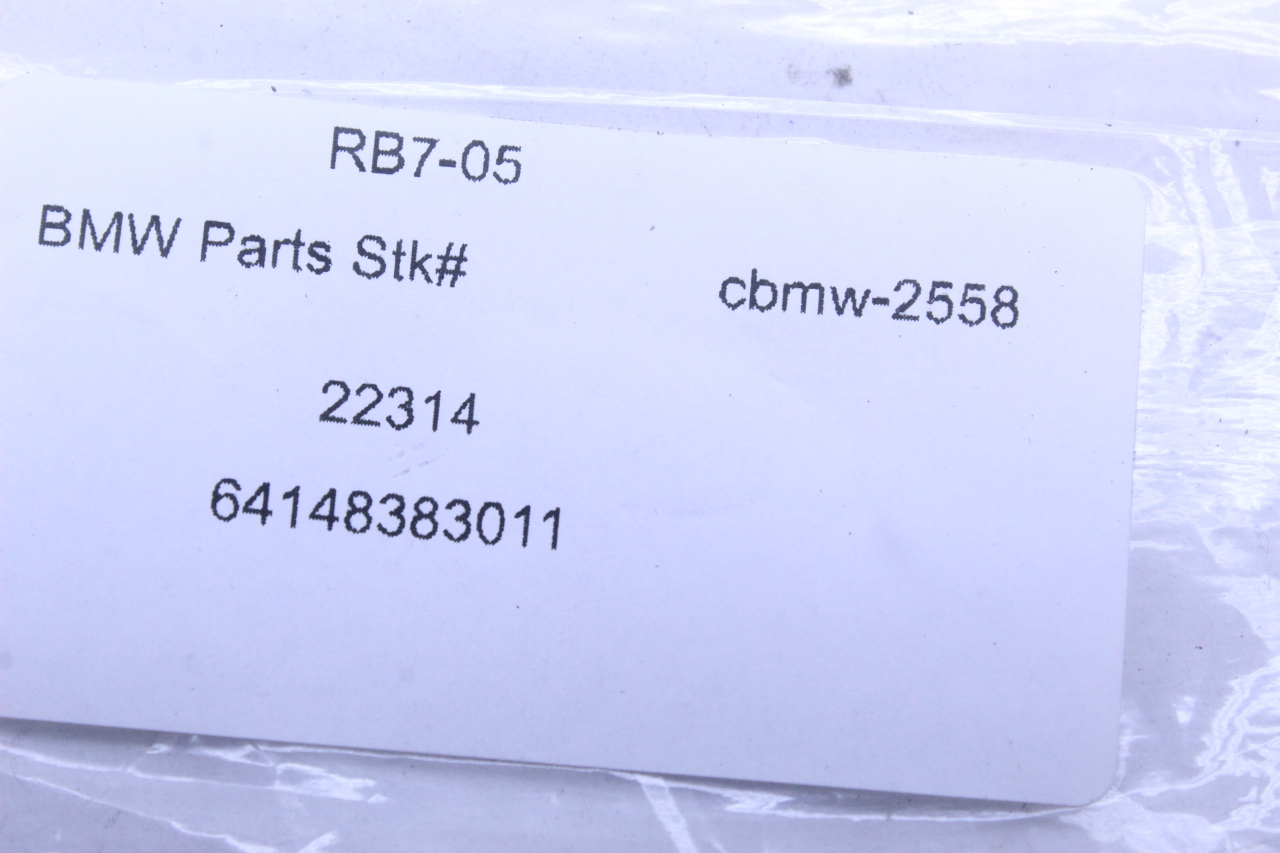 RB7-05
BMW Parts Stk# cbmw-2558
22314
64148383011